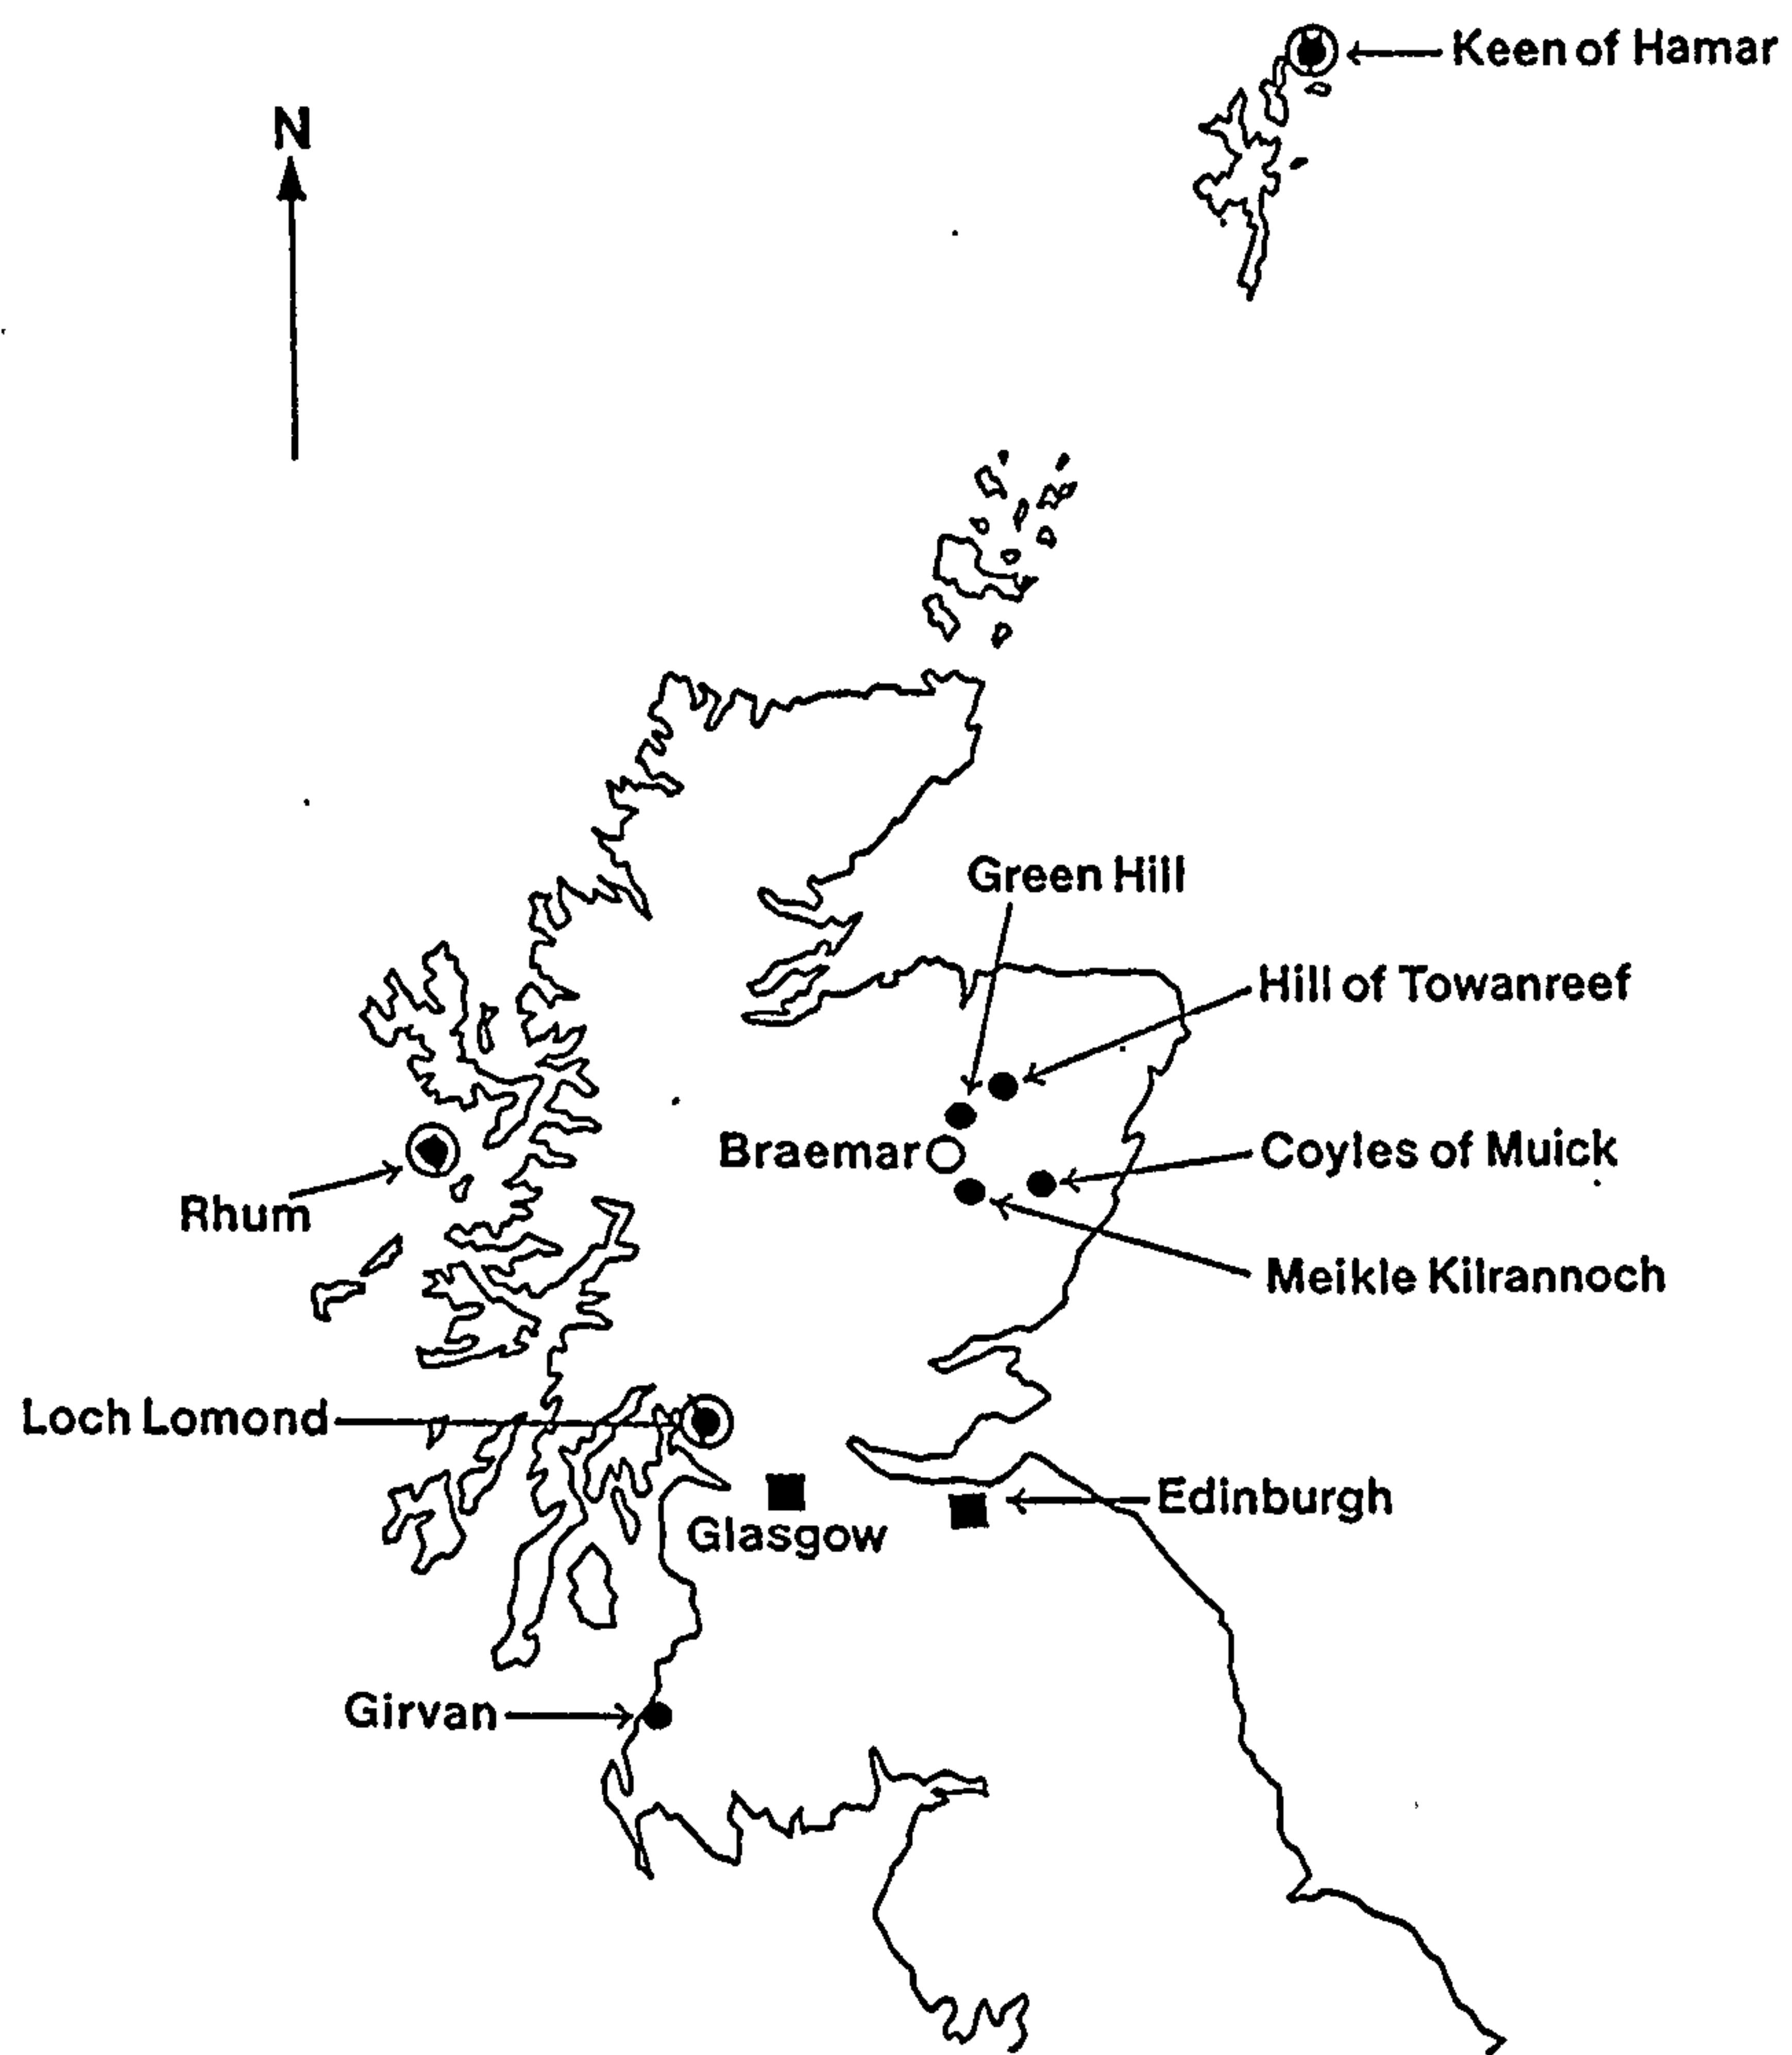 Keen of Hamar
N
Green Hill
Hill of Towanreef
Braemar
Coyles of Muick
Rhum
Meikle Kilrannoch
Loch Lomond
Edinburgh
Glasgow
Girvan